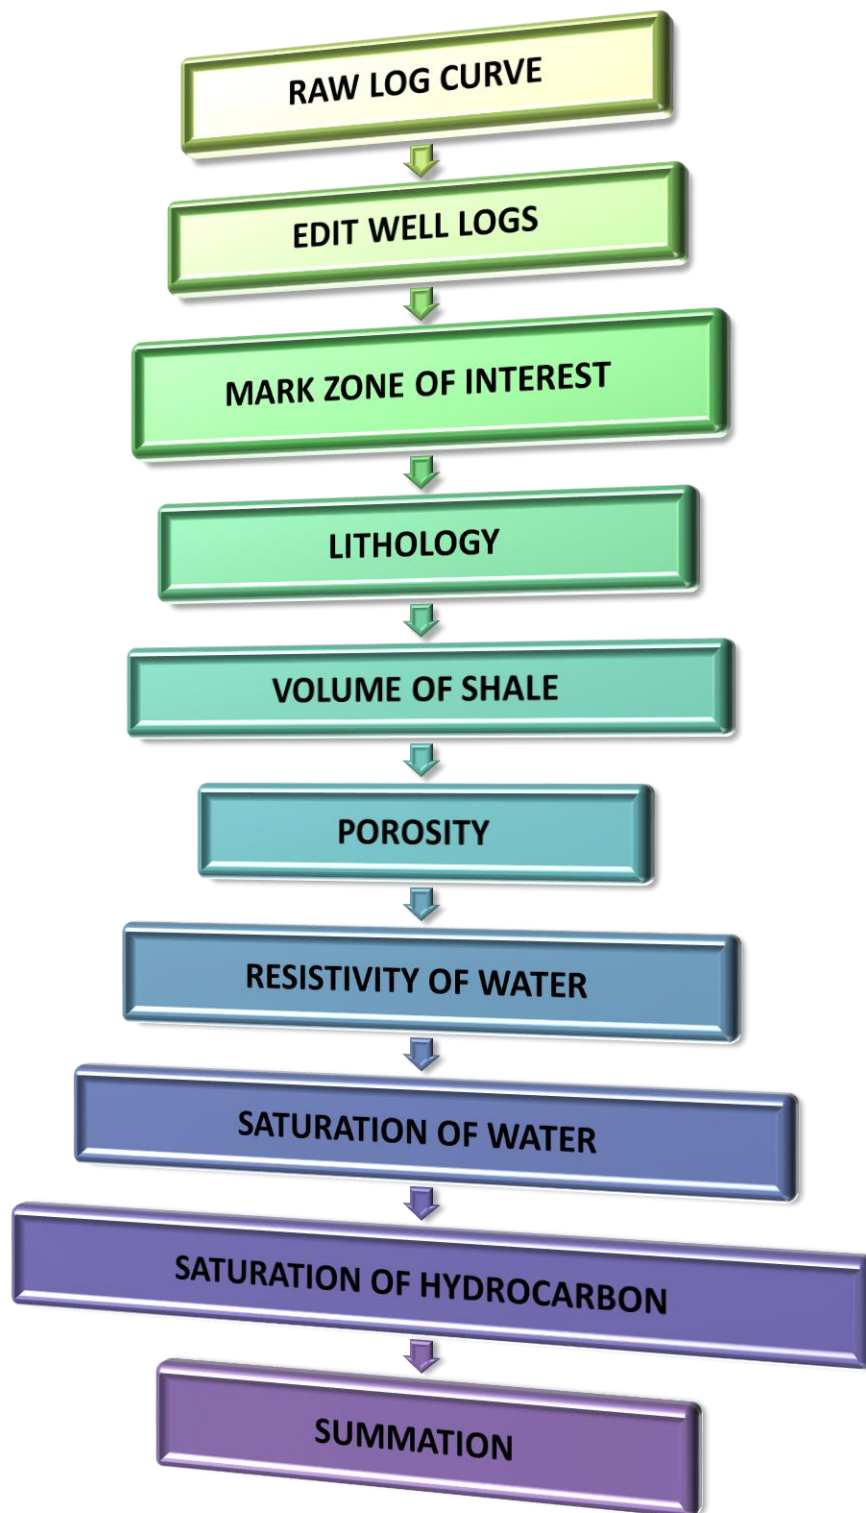 RAW LOG CURVE
EDIT WELL LOGS
MARK ZONE OF INTEREST
LITHOLOGY
VOLUME OF SHALE
POROSITY
RESISTIVITY OF WATER
SATURATION OF WATER
SATURATION OF HYDROCARBON
SUMMATION